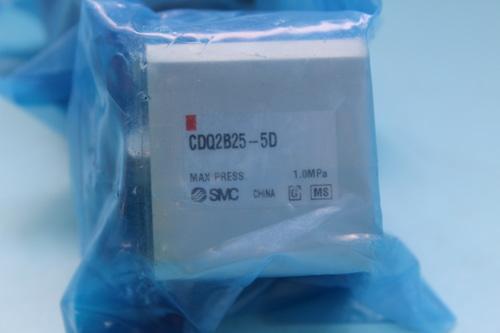 CDQ2B25-5D
MAX PRESS. 1.0MPa
SMC CHINA G MS